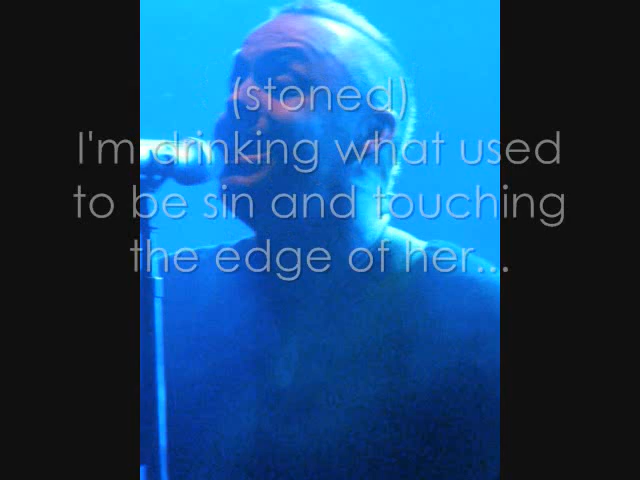 (stoned)
I'm drinking what used
to be sin and touching
the edge of her...